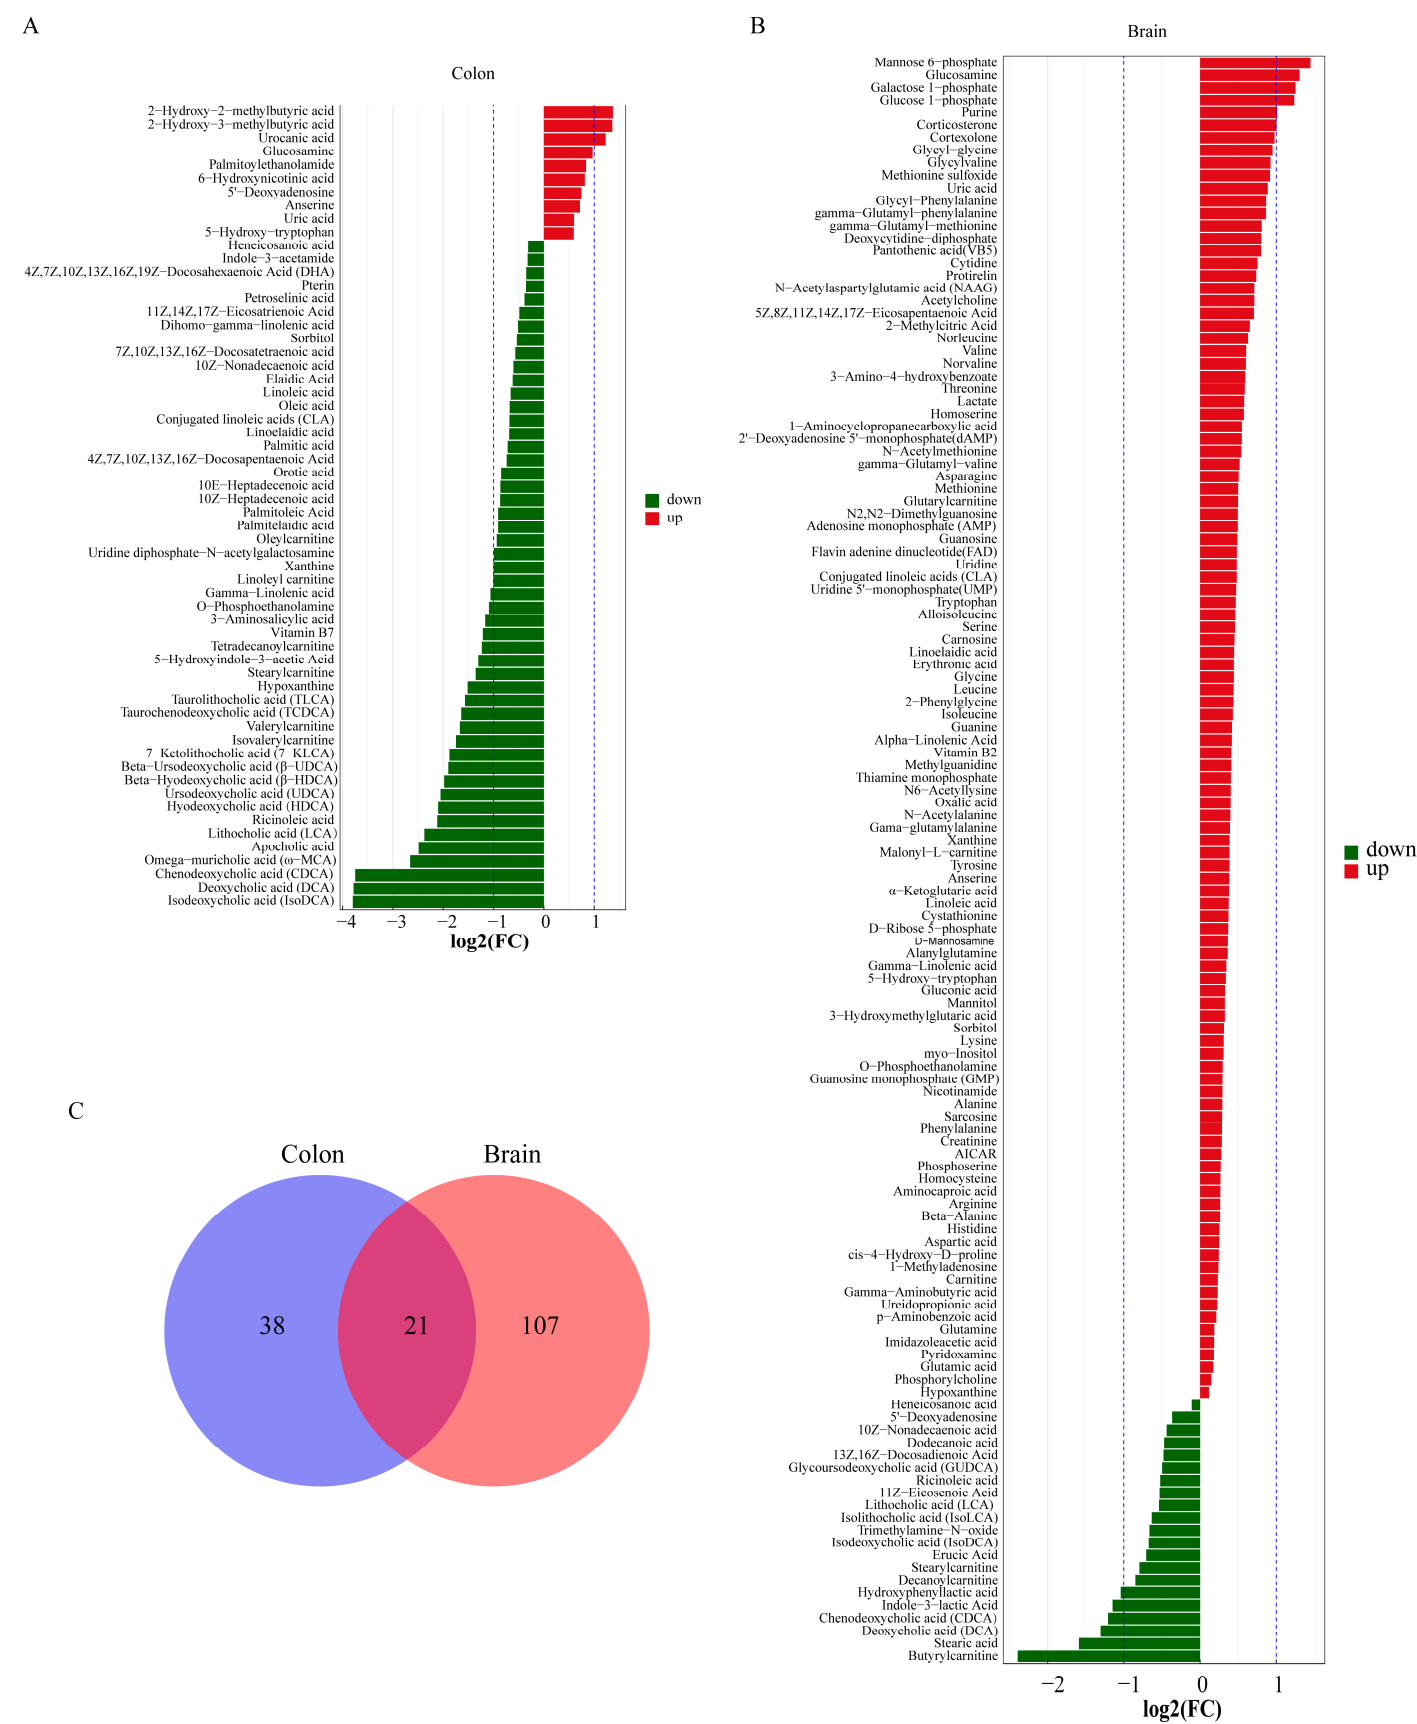 A
Colon
2−Hydroxy−2−methylbutyric acid
2−Hydroxy−3−methylbutyric acid
Urocanic acid
Glucosamine
Palmitoylethanolamide
6−Hydroxynicotinic acid
5'−Deoxyadenosine
Anserine
Uric acid
5−Hydroxy−tryptophan
Heneicosanoic acid
Indole−3−acetamide
4Z,7Z,10Z,13Z,16Z,19Z−Docosahexaenoic Acid (DHA)
Pterin
Petroselinic acid
11Z,14Z,17Z−Eicosatrienoic Acid
Dihomo−gamma−linolenic acid
Sorbitol
7Z,10Z,13Z,16Z−Docosatetraenoic acid
10Z−Nonadecaenoic acid
Elaidic Acid
Linoleic acid
Oleic acid
Conjugated linoleic acids (CLA)
Linoelaidic acid
Palmitic acid
4Z,7Z,10Z,13Z,16Z−Docosapentaenoic Acid
Orotic acid
10E−Heptadecenoic acid
10Z−Heptadecenoic acid
Palmitoleic Acid
Palmitelaidic acid
Oleylcarnitine
Uridine diphosphate−N−acetylgalactosamine
Xanthine
Linoleyl carnitine
Gamma−Linolenic acid
O−Phosphoethanolamine
3−Aminosalicylic acid
Vitamin B7
Tetradecanoylcarnitine
5−Hydroxyindole−3−acetic Acid
Stearylcarnitine
Hypoxanthine
Taurolithocholic acid (TLCA)
Taurochenodeoxycholic acid (TCDCA)
Valerylcarnitine
Isovalerylcarnitine
7_Ketolithocholic acid (7_KLCA)
Beta−Ursodeoxycholic acid (β−UDCA)
Beta−Hyodeoxycholic acid (β−HDCA)
Ursodeoxycholic acid (UDCA)
Hyodeoxycholic acid (HDCA)
Ricinoleic acid
Lithocholic acid (LCA)
Apocholic acid
Omega−muricholic acid (ω−MCA)
Chenodeoxycholic acid (CDCA)
Deoxycholic acid (DCA)
Isodeoxycholic acid (IsoDCA)
−4 −3 −2 −1 0 1
log2(FC)
down
up
B
Brain
Mannose 6−phosphate
Glucosamine
Galactose 1−phosphate
Glucose 1−phosphate
Purine
Corticosterone
Cortexolone
Glycyl−glycine
Glycylvaline
Methionine sulfoxide
Uric acid
Glycyl−Phenylalanine
gamma−Glutamyl−phenylalanine
gamma−Glutamyl−methionine
Deoxycytidine−diphosphate
Pantothenic acid(VB5)
Cytidine
Protirelin
N−Acetylaspartylglutamic acid (NAAG)
Acetylcholine
5Z,8Z,11Z,14Z,17Z−Eicosapentaenoic Acid
2−Methylcitric Acid
Norleucine
Valine
Norvaline
3−Amino−4−hydroxybenzoate
Threonine
Lactate
Homoserine
1−Aminocyclopropanecarboxylic acid
2'−Deoxyadenosine 5'−monophosphate(dAMP)
N−Acetylmethionine
gamma−Glutamyl−valine
Asparagine
Methionine
Glutarylcarnitine
N2,N2−Dimethylguanosine
Adenosine monophosphate (AMP)
Guanosine
Flavin adenine dinucleotide(FAD)
Uridine
Conjugated linoleic acids (CLA)
Uridine 5'−monophosphate(UMP)
Tryptophan
Alloisoleucine
Serine
Carnosine
Linoelaidic acid
Erythronic acid
Glycine
Leucine
2−Phenylglycine
Isoleucine
Guanine
Alpha−Linolenic Acid
Vitamin B2
Methylguanidine
Thiamine monophosphate
N6−Acetyllysine
Oxalic acid
N−Acetylalanine
Gama−glutamylalanine
Xanthine
Malonyl−L−carnitine
Tyrosine
Anserine
α−Ketoglutaric acid
Linoleic acid
Cystathionine
D−Ribose 5−phosphate
D−Mannosamine
Alanylglutamine
Gamma−Linolenic acid
5−Hydroxy−tryptophan
Gluconic acid
Mannitol
3−Hydroxymethylglutaric acid
Sorbitol
Lysine
myo−Inositol
O−Phosphoethanolamine
Guanosine monophosphate (GMP)
Nicotinamide
Alanine
Sarcosine
Phenylalanine
Creatinine
AICAR
Phosphoserine
Homocysteine
Aminocaproic acid
Arginine
Beta−Alanine
Histidine
Aspartic acid
cis−4−Hydroxy−D−proline
1−Methyladenosine
Carnitine
Gamma−Aminobutyric acid
Ureidopropionic acid
p−Aminobenzoic acid
Glutamine
Imidazoleacetic acid
Pyridoxamine
Glutamic acid
Phosphorylcholine
Hypoxanthine
Heneicosanoic acid
5'−Deoxyadenosine
10Z−Nonadecaenoic acid
Dodecanoic acid
13Z,16Z−Docosadienoic Acid
Glycoursodeoxycholic acid (GUDCA)
Ricinoleic acid
11Z−Eicosenoic Acid
Lithocholic acid (LCA)
Isolithocholic acid (IsoLCA)
Trimethylamine−N−oxide
Isodeoxycholic acid (IsoDCA)
Erucic Acid
Stearylcarnitine
Decanoylcarnitine
Hydroxyphenyllactic acid
Indole−3−lactic Acid
Chenodeoxycholic acid (CDCA)
Deoxycholic acid (DCA)
Stearic acid
Butyrylcarnitine
−2 −1 0 1
log2(FC)
down
up
C
Colon Brain
38 21 107